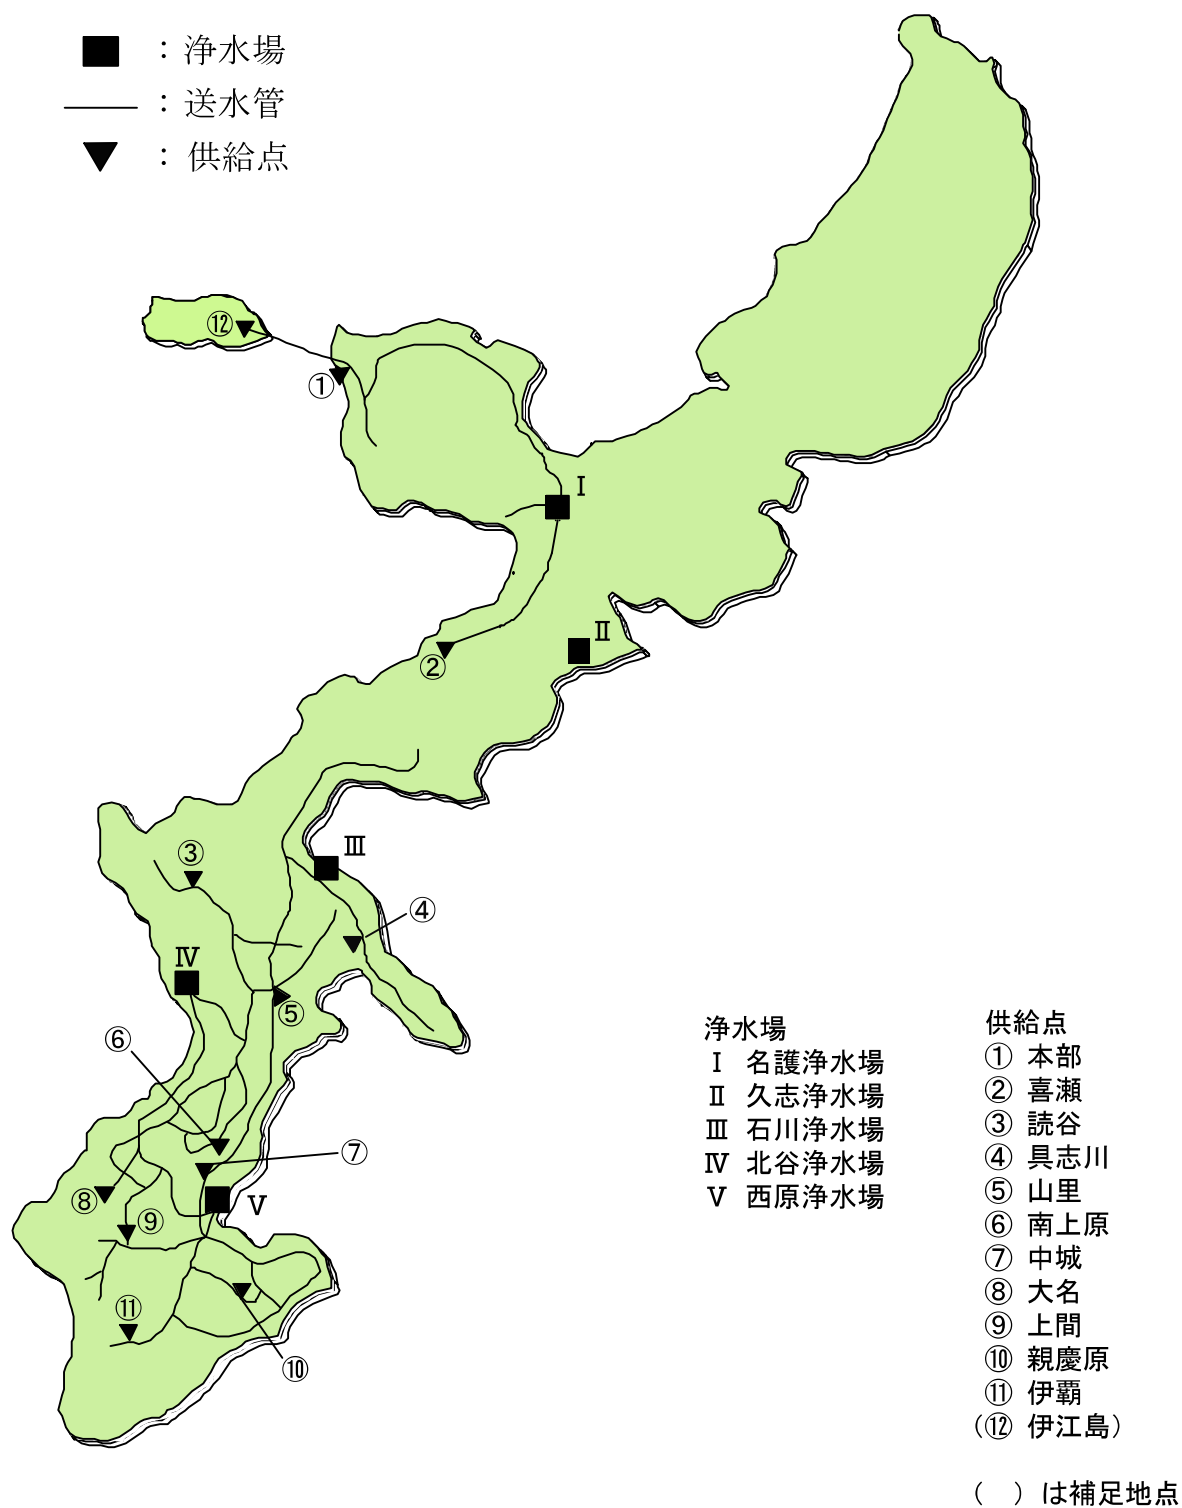 ：浄水場
：送水管
：供給点
⑫
①
Ⅰ
Ⅱ
②
Ⅲ
③
④
Ⅳ
⑤
⑥
⑦
⑧
⑨
Ⅴ
⑪
⑩
浄水場
Ⅰ 名護浄水場
Ⅱ 久志浄水場
Ⅲ 石川浄水場
Ⅳ 北谷浄水場
Ⅴ 西原浄水場
供給点
① 本部
② 喜瀬
③ 読谷
④ 具志川
⑤ 山里
⑥ 南上原
⑦ 中城
⑧ 大名
⑨ 上間
⑩ 親慶原
⑪ 伊覇
(⑫ 伊江島)
(　)は補足地点